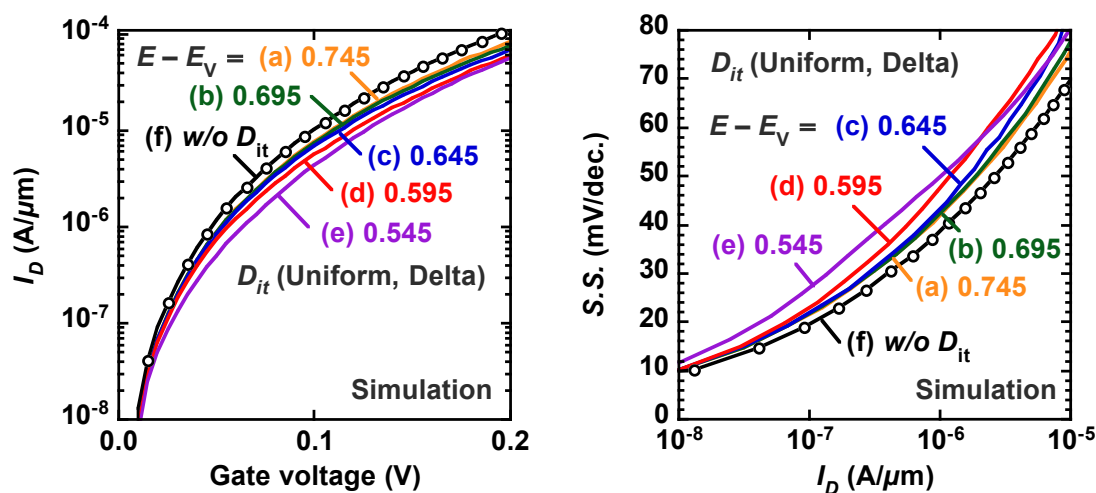 10⁻⁴
10⁻⁵
10⁻⁶
10⁻⁷
10⁻⁸
I_D (A/µm)
E − E_V = (a) 0.745
(b) 0.695
(f) w/o D_it
(c) 0.645
(d) 0.595
(e) 0.545
D_it (Uniform, Delta)
Simulation
0.0 0.1 0.2
Gate voltage (V)
80
70
60
50
40
30
20
10
0
S.S. (mV/dec.)
D_it (Uniform, Delta)
E − E_V =
(c) 0.645
(d) 0.595
(e) 0.545
(b) 0.695
(a) 0.745
(f) w/o D_it
Simulation
10⁻⁸ 10⁻⁷ 10⁻⁶ 10⁻⁵
I_D (A/µm)